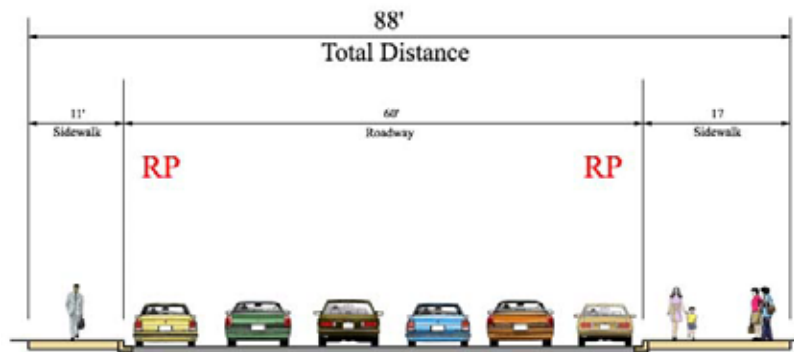 88'
Total Distance
11' 60' 17
Sidewalk Roadway Sidewalk
RP RP